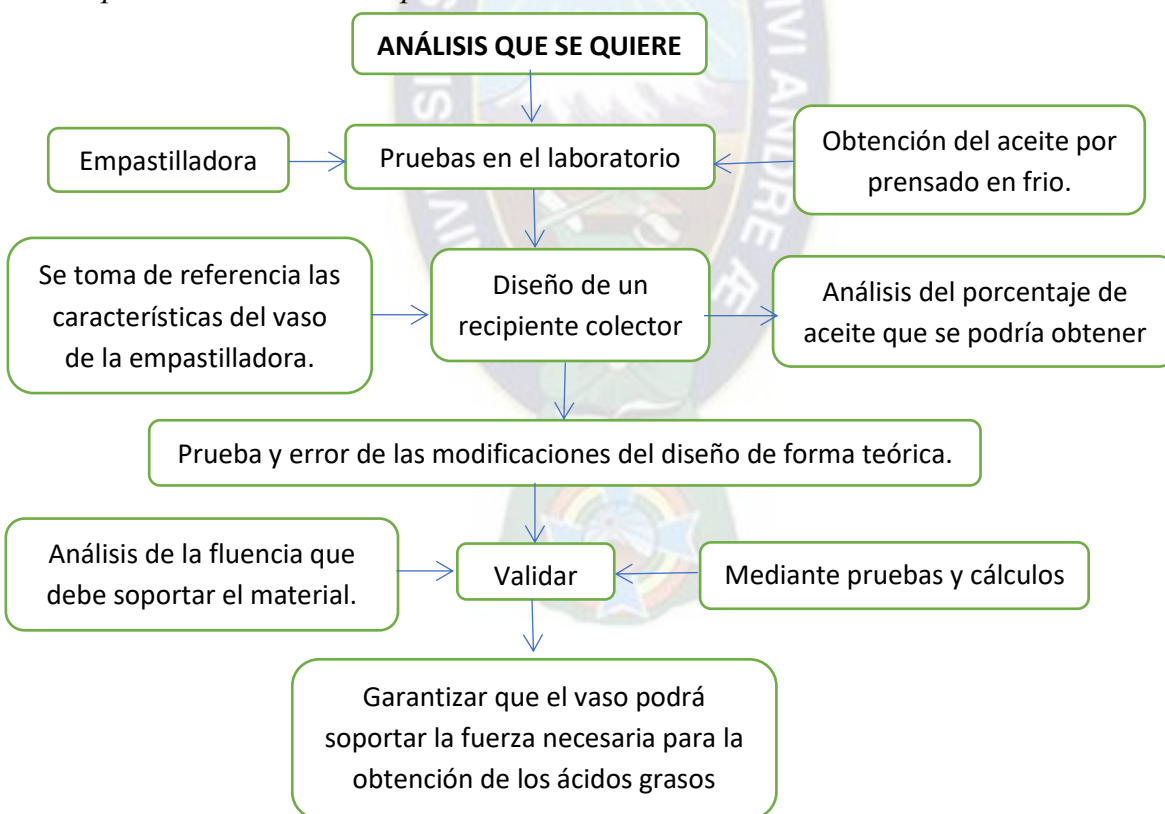 ANÁLISIS QUE SE QUIERE
Empastilladora
Pruebas en el laboratorio
Obtención del aceite por
prensado en frio.
Se toma de referencia las
características del vaso
de la empastilladora.
Diseño de un
recipiente colector
Análisis del porcentaje de
aceite que se podría obtener
Prueba y error de las modificaciones del diseño de forma teórica.
Análisis de la fluencia que
debe soportar el material.
Validar
Mediante pruebas y cálculos
Garantizar que el vaso podrá
soportar la fuerza necesaria para la
obtención de los ácidos grasos
VI ANDRE Æ